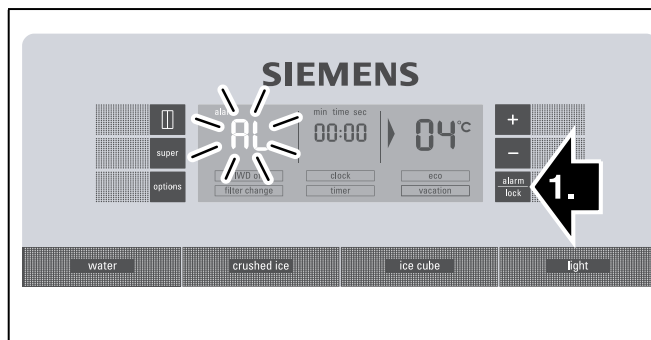 SIEMENS
alarm
AL
min time sec
00:00
04°C
super
options
IWD off
clock
eco
filter change
timer
vacation
+
−
alarm
lock
1.
water
crushed ice
ice cube
light